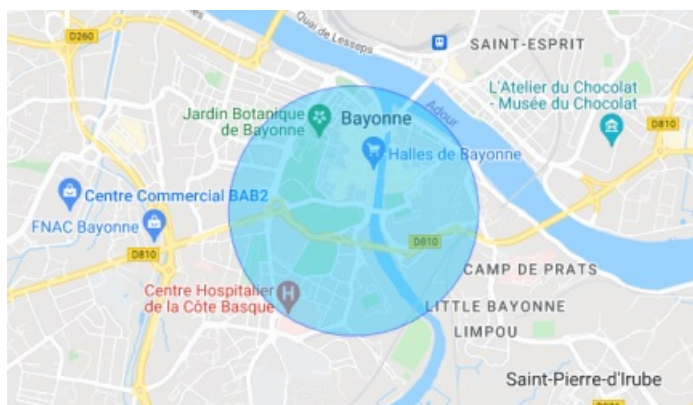 D260
Quai de Lesseps
SAINT-ESPRIT
L'Atelier du Chocolat
- Musée du Chocolat
Jardin Botanique
de Bayonne
Bayonne
Adour
D810
Halles de Bayonne
Centre Commercial BAB2
FNAC Bayonne
D810
D810
CAMP DE PRATS
Centre Hospitalier
de la Côte Basque
LITTLE BAYONNE
LIMPOU
Saint-Pierre-d'Irube